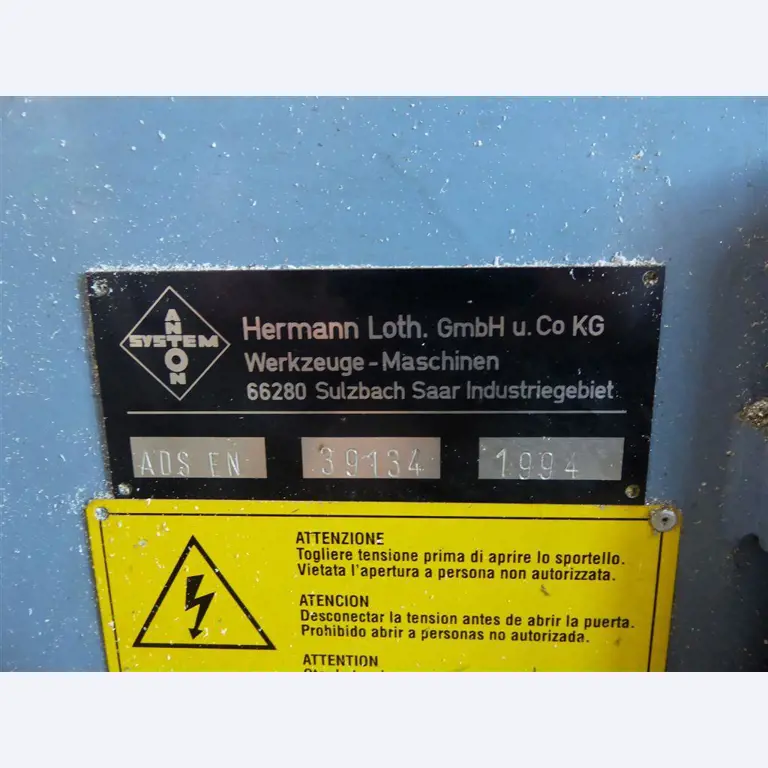 ANTON
SYSTEM
Hermann Loth. GmbH u. Co KG
Werkzeuge-Maschinen
66280 Sulzbach Saar Industriegebiet
ADS EN 39134 1994
ATTENZIONE
Togliere tensione prima di aprire lo sportello.
Vietata l'apertura a persona non autorizzata.
ATENCION
Desconectar la tension antes de abrir la puerta.
Prohibido abrir a personas no autorizada.
ATTENTION